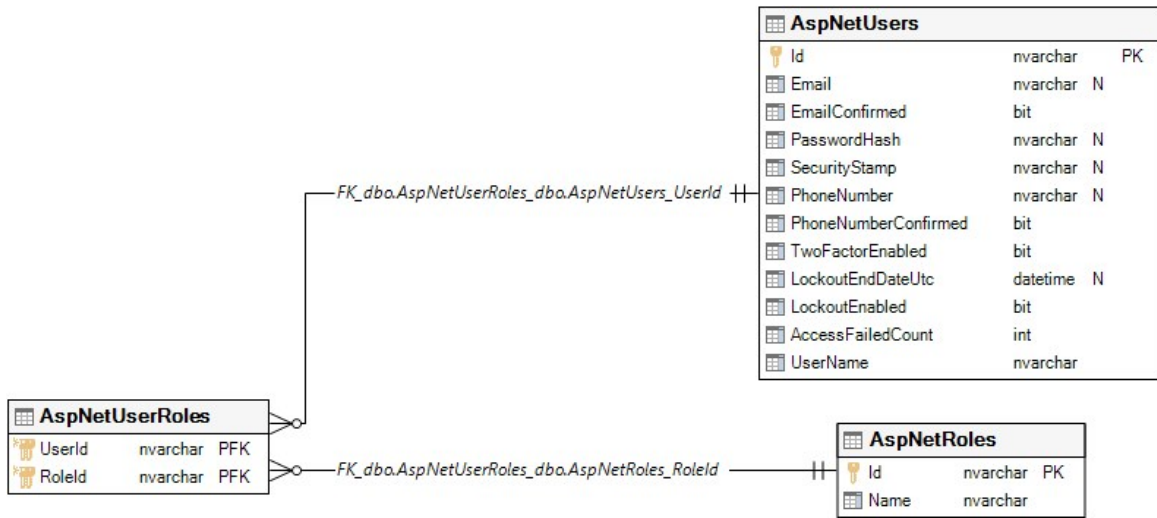 AspNetUsers
Id nvarchar PK
Email nvarchar N
EmailConfirmed bit
PasswordHash nvarchar N
SecurityStamp nvarchar N
PhoneNumber nvarchar N
PhoneNumberConfirmed bit
TwoFactorEnabled bit
LockoutEndDateUtc datetime N
LockoutEnabled bit
AccessFailedCount int
UserName nvarchar
FK_dbo.AspNetUserRoles_dbo.AspNetUsers_UserId
AspNetUserRoles
UserId nvarchar PFK
RoleId nvarchar PFK
FK_dbo.AspNetUserRoles_dbo.AspNetRoles_RoleId
AspNetRoles
Id nvarchar PK
Name nvarchar